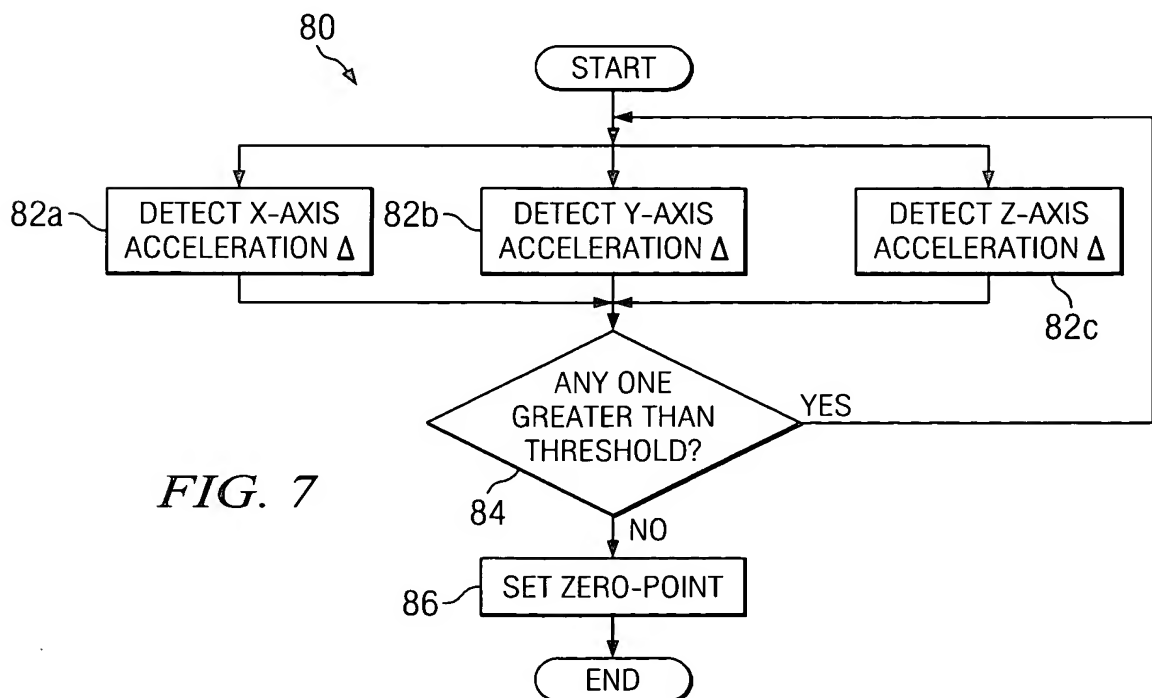 80
START
82a
DETECT X-AXIS
ACCELERATION Δ
82b
DETECT Y-AXIS
ACCELERATION Δ
DETECT Z-AXIS
ACCELERATION Δ
82c
ANY ONE
GREATER THAN
THRESHOLD?
YES
FIG. 7
84
NO
86
SET ZERO-POINT
END